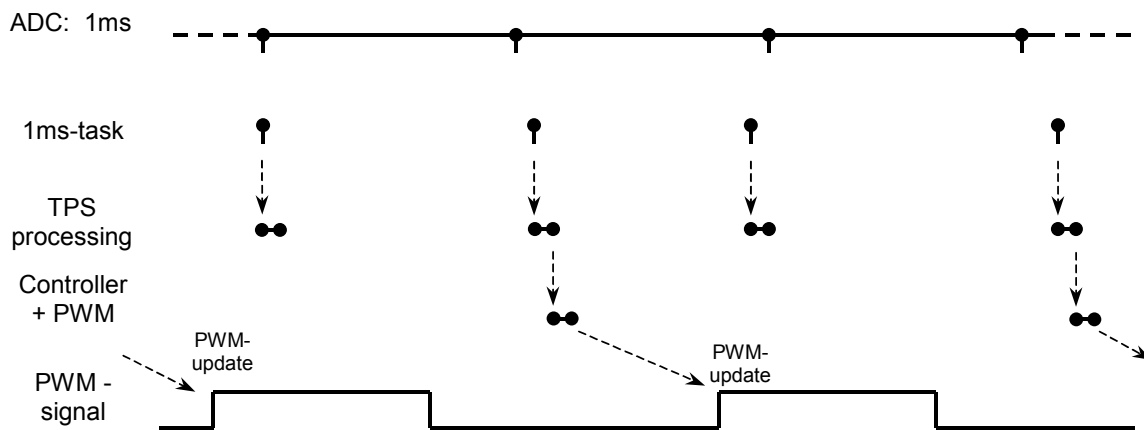 ADC: 1ms
1ms-task
TPS
processing
Controller
+ PWM
PWM-
update
PWM-
update
PWM -
signal